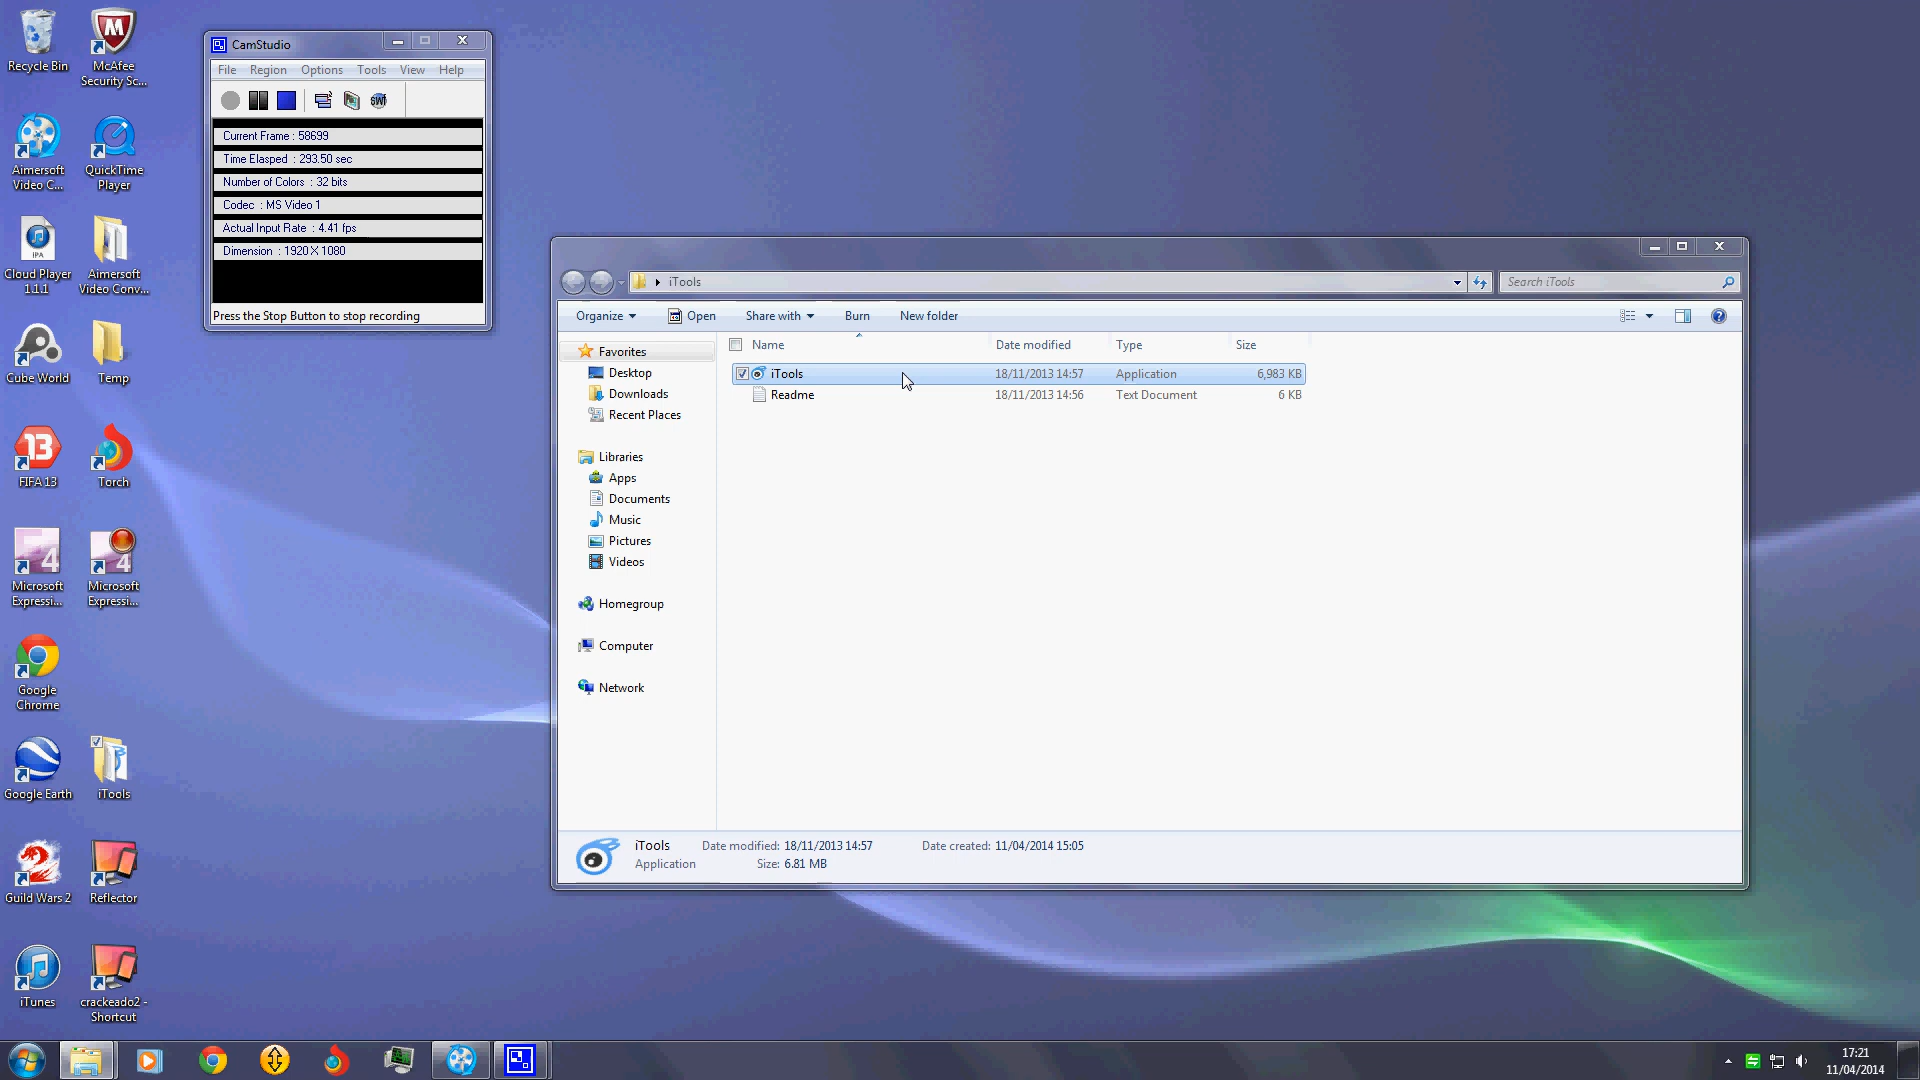 Recycle Bin
McAfee
Security Sc...
Aimersoft
Video C...
QuickTime
Player
IPA
Cloud Player
1.1.1
Aimersoft
Video Conv...
Cube World
Temp
13
FIFA 13
Torch
4
Microsoft
Expressi...
4
Microsoft
Expressi...
Google
Chrome
Google Earth
iTools
Guild Wars 2
Reflector
iTunes
crackeado2 -
Shortcut
CamStudio
File Region Options Tools View Help
SWF
Current Frame : 58699
Time Elasped : 293.50 sec
Number of Colors : 32 bits
Codec : MS Video 1
Actual Input Rate : 4.41 fps
Dimension : 1920 X 1080
Press the Stop Button to stop recording
iTools
Search iTools
Organize Open Share with Burn New folder
Favorites
Desktop
Downloads
Recent Places
Libraries
Apps
Documents
Music
Pictures
Videos
Homegroup
Computer
Network
Name Date modified Type Size
iTools 18/11/2013 14:57 Application 6,983 KB
Readme 18/11/2013 14:56 Text Document 6 KB
iTools Date modified: 18/11/2013 14:57 Date created: 11/04/2014 15:05
Application Size: 6.81 MB
17:21
11/04/2014